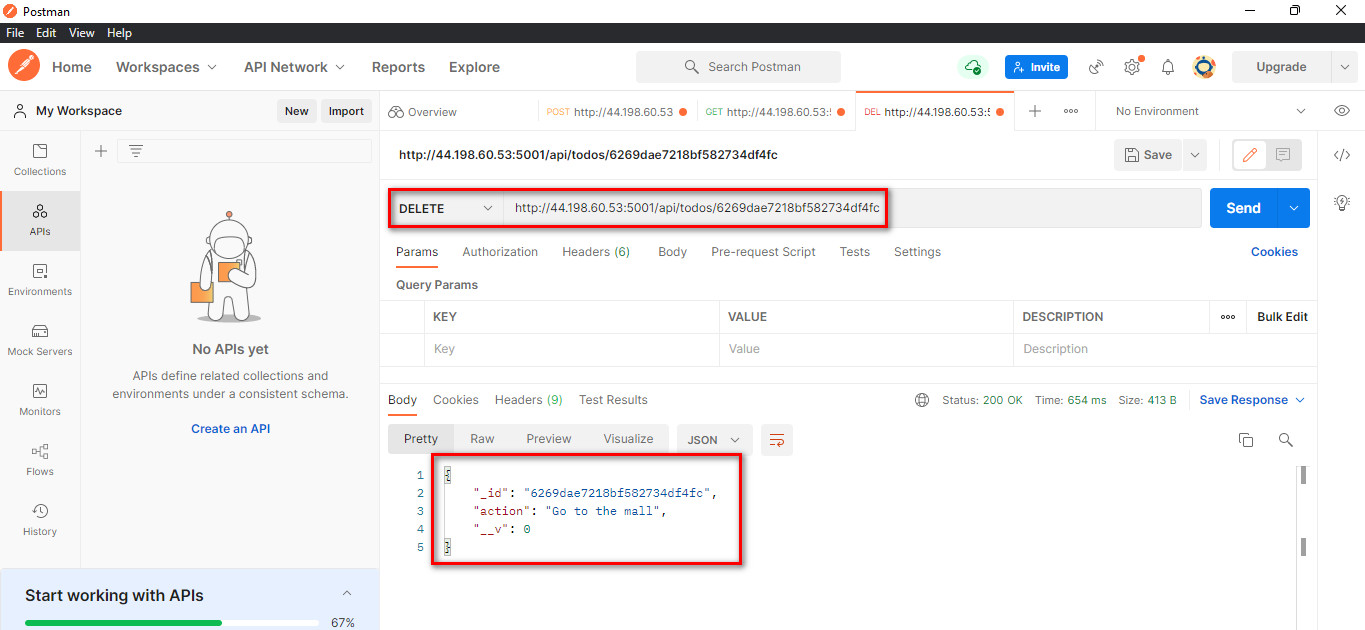 Postman
File Edit View Help
Home Workspaces API Network Reports Explore Search Postman Invite Upgrade
My Workspace New Import Overview POST http://44.198.60.53 GET http://44.198.60.53: DEL http://44.198.60.53:5 No Environment
http://44.198.60.53:5001/api/todos/6269dae7218bf582734df4fc Save
Collections
APIs
Environments
Mock Servers
Monitors
Flows
History
No APIs yet
APIs define related collections and
environments under a consistent schema.
Create an API
Start working with APIs
67%
DELETE http://44.198.60.53:5001/api/todos/6269dae7218bf582734df4fc Send
Params Authorization Headers (6) Body Pre-request Script Tests Settings Cookies
Query Params
KEY VALUE DESCRIPTION Bulk Edit
Key Value Description
Body Cookies Headers (9) Test Results Status: 200 OK Time: 654 ms Size: 413 B Save Response
Pretty Raw Preview Visualize JSON
1 {
2 "_id": "6269dae7218bf582734df4fc",
3 "action": "Go to the mall",
4 "__v": 0
5 }